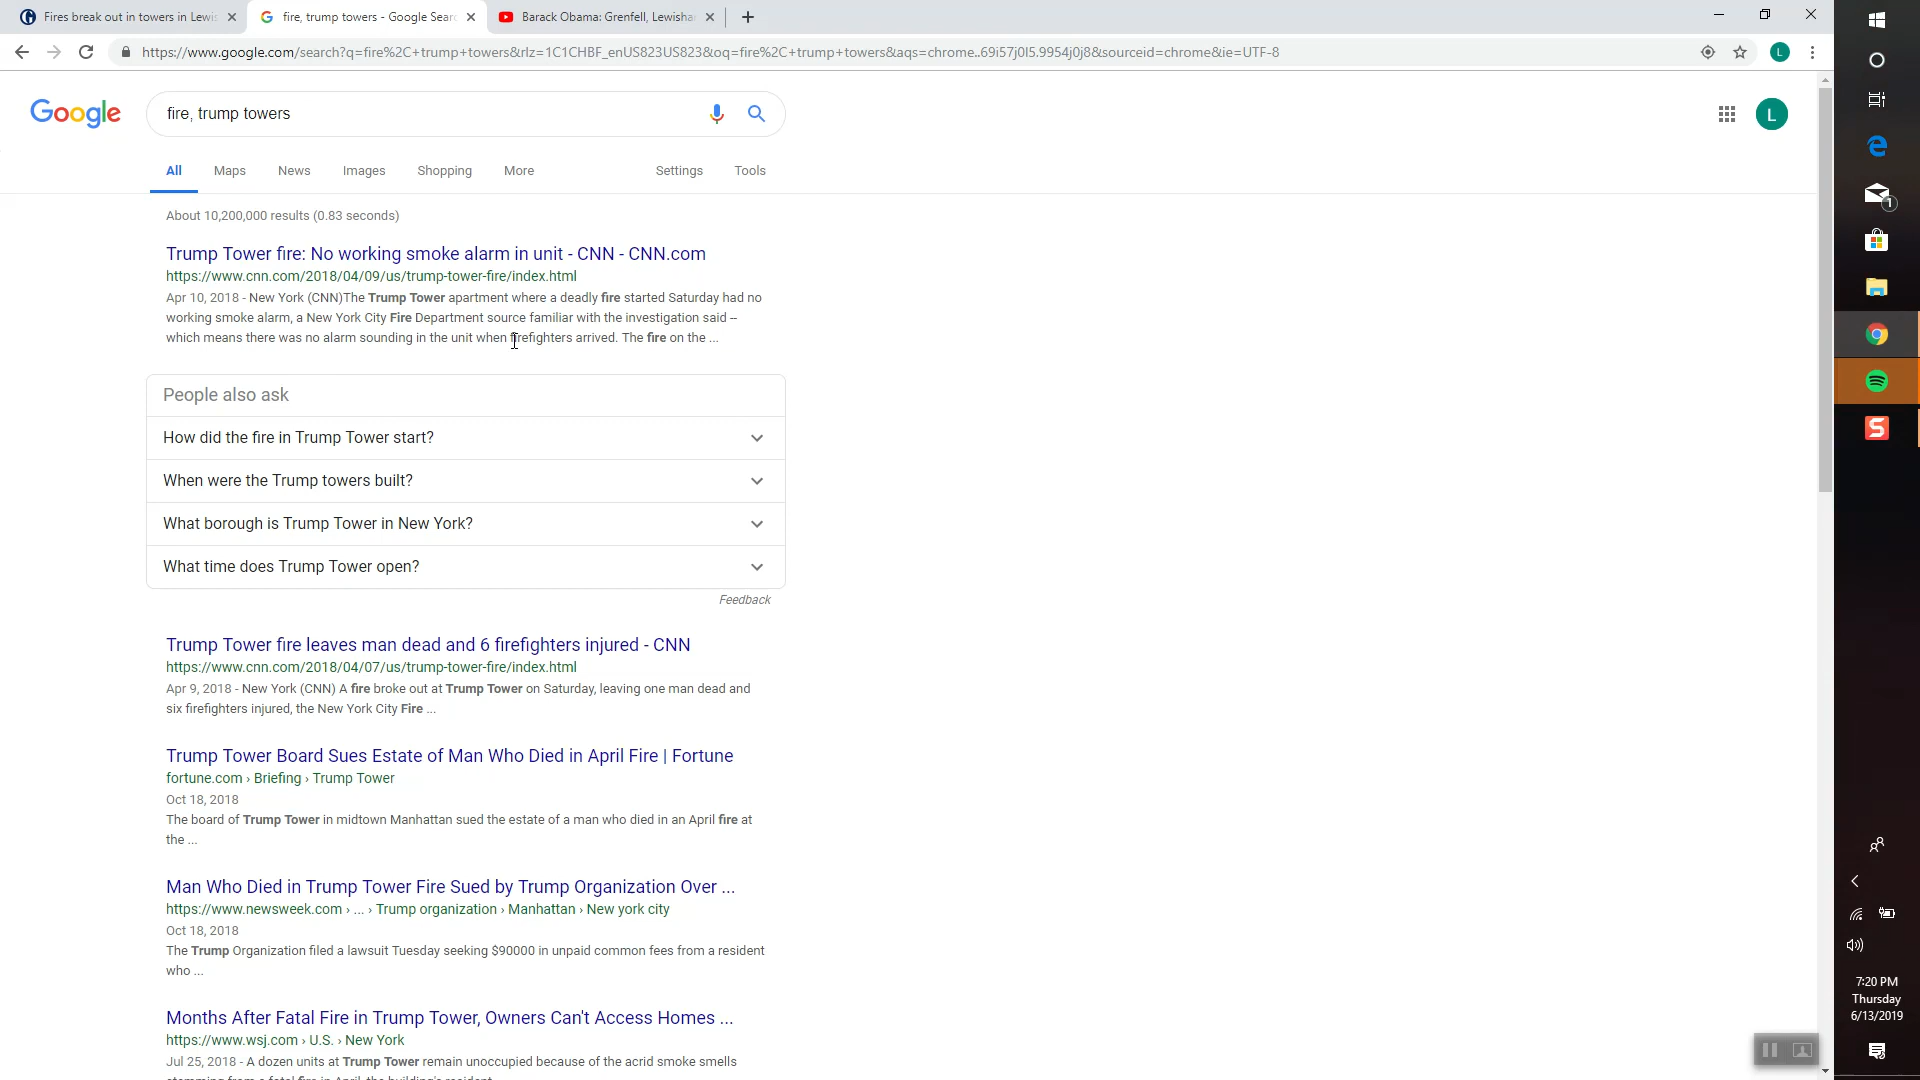 Fires break out in towers in Lewis
fire, trump towers - Google Searc
Barack Obama: Grenfell, Lewisha
https://www.google.com/search?q=fire%2C+trump+towers&rlz=1C1CHBF_enUS823US823&oq=fire%2C+trump+towers&aqs=chrome..69i57j0l5.9954j0j8&sourceid=chrome&ie=UTF-8
L
Google
fire, trump towers
L
All Maps News Images Shopping More Settings Tools
About 10,200,000 results (0.83 seconds)
Trump Tower fire: No working smoke alarm in unit - CNN - CNN.com
https://www.cnn.com/2018/04/09/us/trump-tower-fire/index.html
Apr 10, 2018 - New York (CNN)The Trump Tower apartment where a deadly fire started Saturday had no
working smoke alarm, a New York City Fire Department source familiar with the investigation said --
which means there was no alarm sounding in the unit when firefighters arrived. The fire on the ...
People also ask
How did the fire in Trump Tower start?
When were the Trump towers built?
What borough is Trump Tower in New York?
What time does Trump Tower open?
Feedback
Trump Tower fire leaves man dead and 6 firefighters injured - CNN
https://www.cnn.com/2018/04/07/us/trump-tower-fire/index.html
Apr 9, 2018 - New York (CNN) A fire broke out at Trump Tower on Saturday, leaving one man dead and
six firefighters injured, the New York City Fire ...
Trump Tower Board Sues Estate of Man Who Died in April Fire | Fortune
fortune.com › Briefing › Trump Tower
Oct 18, 2018
The board of Trump Tower in midtown Manhattan sued the estate of a man who died in an April fire at
the ...
Man Who Died in Trump Tower Fire Sued by Trump Organization Over ...
https://www.newsweek.com › ... › Trump organization › Manhattan › New york city
Oct 18, 2018
The Trump Organization filed a lawsuit Tuesday seeking $90000 in unpaid common fees from a resident
who ...
Months After Fatal Fire in Trump Tower, Owners Can't Access Homes ...
https://www.wsj.com › U.S. › New York
Jul 25, 2018 - A dozen units at Trump Tower remain unoccupied because of the acrid smoke smells
stemming from a fatal fire in April, the building's resident
1
S
7:20 PM
Thursday
6/13/2019